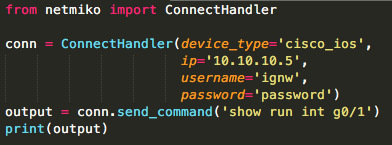 from netmiko import ConnectHandler
conn = ConnectHandler(device_type='cisco_ios',
ip='10.10.10.5',
username='ignw',
password='password')
output = conn.send_command('show run int g0/1')
print(output)